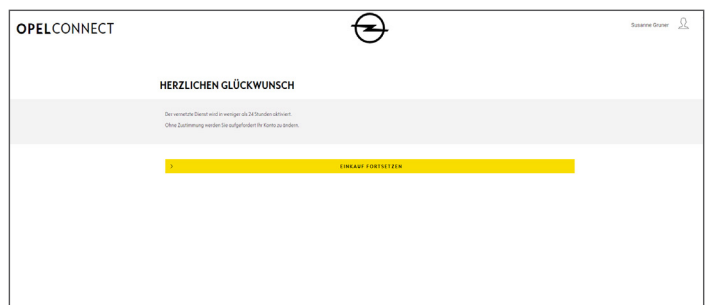 OPELCONNECT
Susanne Gruner
HERZLICHEN GLÜCKWUNSCH
Der vernetzte Dienst wird in weniger als 24 Stunden aktiviert.
Ohne Zustimmung werden Sie aufgefordert Ihr Konto zu ändern.
> EINKAUF FORTSETZEN